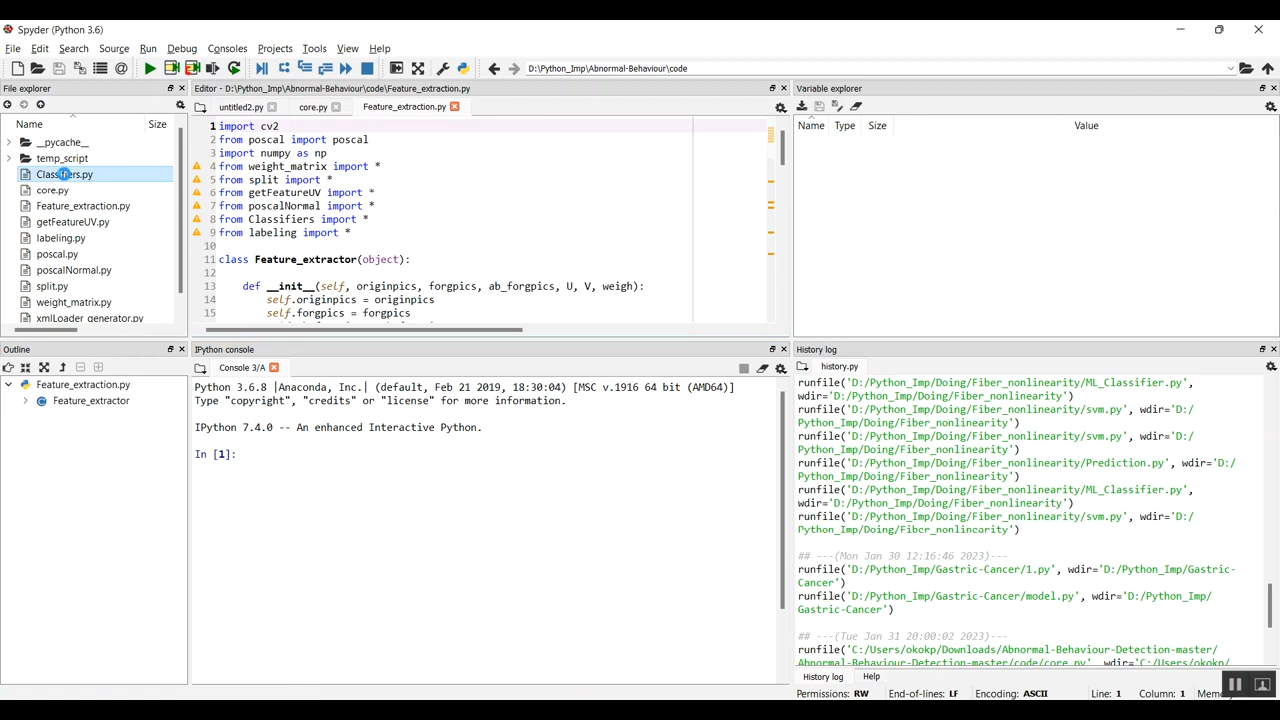 Spyder (Python 3.6)
File Edit Search Source Run Debug Consoles Projects Tools View Help
D:\Python_Imp\Abnormal-Behaviour\code
File explorer
Name Size
__pycache__
temp_script
Classifiers.py
core.py
Feature_extraction.py
getFeatureUV.py
labeling.py
poscal.py
poscalNormal.py
split.py
weight_matrix.py
xmlLoader_generator.py
Editor - D:\Python_Imp\Abnormal-Behaviour\code\Feature_extraction.py
untitled2.py core.py Feature_extraction.py
1 import cv2
2 from poscal import poscal
3 import numpy as np
4 from weight_matrix import *
5 from split import *
6 from getFeatureUV import *
7 from poscalNormal import *
8 from Classifiers import *
9 from labeling import *
10
11 class Feature_extractor(object):
12
13 def __init__(self, originpics, forgpics, ab_forgpics, U, V, weigh):
14 self.originpics = originpics
15 self.forgpics = forgpics
Variable explorer
Name Type Size Value
Outline
Feature_extraction.py
Feature_extractor
IPython console
Console 3/A
Python 3.6.8 |Anaconda, Inc.| (default, Feb 21 2019, 18:30:04) [MSC v.1916 64 bit (AMD64)]
Type "copyright", "credits" or "license" for more information.
IPython 7.4.0 -- An enhanced Interactive Python.
In [1]:
History log
history.py
runfile('D:/Python_Imp/Doing/Fiber_nonlinearity/ML_Classifier.py',
wdir='D:/Python_Imp/Doing/Fiber_nonlinearity')
runfile('D:/Python_Imp/Doing/Fiber_nonlinearity/svm.py', wdir='D:/
Python_Imp/Doing/Fiber_nonlinearity')
runfile('D:/Python_Imp/Doing/Fiber_nonlinearity/svm.py', wdir='D:/
Python_Imp/Doing/Fiber_nonlinearity')
runfile('D:/Python_Imp/Doing/Fiber_nonlinearity/Prediction.py', wdir='D:/
Python_Imp/Doing/Fiber_nonlinearity')
runfile('D:/Python_Imp/Doing/Fiber_nonlinearity/ML_Classifier.py',
wdir='D:/Python_Imp/Doing/Fiber_nonlinearity')
runfile('D:/Python_Imp/Doing/Fiber_nonlinearity/svm.py', wdir='D:/
Python_Imp/Doing/Fiber_nonlinearity')
## ---(Mon Jan 30 12:16:46 2023)---
runfile('D:/Python_Imp/Gastric-Cancer/1.py', wdir='D:/Python_Imp/Gastric-
Cancer')
runfile('D:/Python_Imp/Gastric-Cancer/model.py', wdir='D:/Python_Imp/
Gastric-Cancer')
## ---(Tue Jan 31 20:00:02 2023)---
runfile('C:/Users/okokp/Downloads/Abnormal-Behaviour-Detection-master/
Abnormal-Behaviour-Detection-master/code/core.py', wdir='C:/Users/okokp/
History log Help
Permissions: RW End-of-lines: LF Encoding: ASCII Line: 1 Column: 1